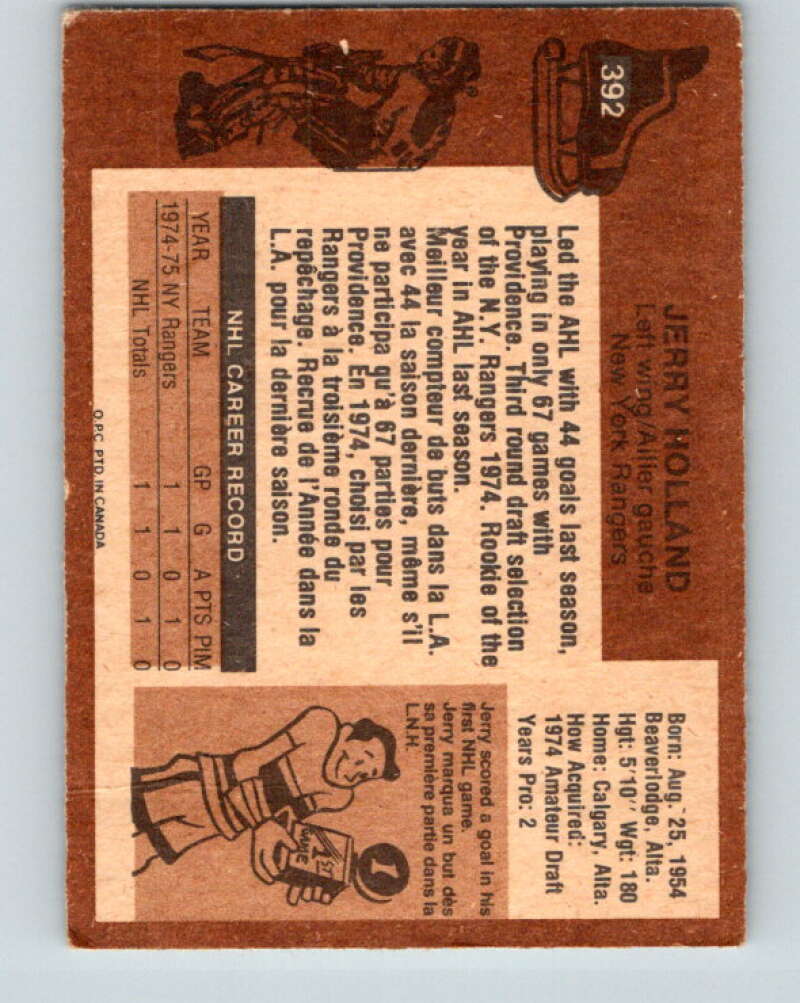 392
JERRY HOLLAND
Left wing/Ailier gauche
New York Rangers
Born: Aug. 25, 1954
Beaverlodge, Alta.
Hgt: 5'10'' Wgt: 180
Home: Calgary, Alta.
How Acquired:
1974 Amateur Draft
Years Pro: 2
Led the AHL with 44 goals last season,
playing in only 67 games with
Providence. Third round draft selection
of the N.Y. Rangers 1974. Rookie of the
year in AHL last season.
Meilleur compteur de buts dans la L.A.
avec 44 la saison dernière, même s'il
ne participa qu'à 67 parties pour
Providence. En 1974, choisi par les
Rangers à la troisième ronde du
repêchage. Recrue de l'Année dans la
L.A. pour la dernière saison.
NHL CAREER RECORD
YEAR TEAM GP G A PTS PIM
1974-75 NY Rangers 1 1 0 1 0
NHL Totals 1 1 0 1 0
Jerry scored a goal in his
first NHL game.
Jerry marqua un but dès
sa première partie dans la
L.N.H.
1
1ST
GAME
O.P.C. PTD. IN CANADA